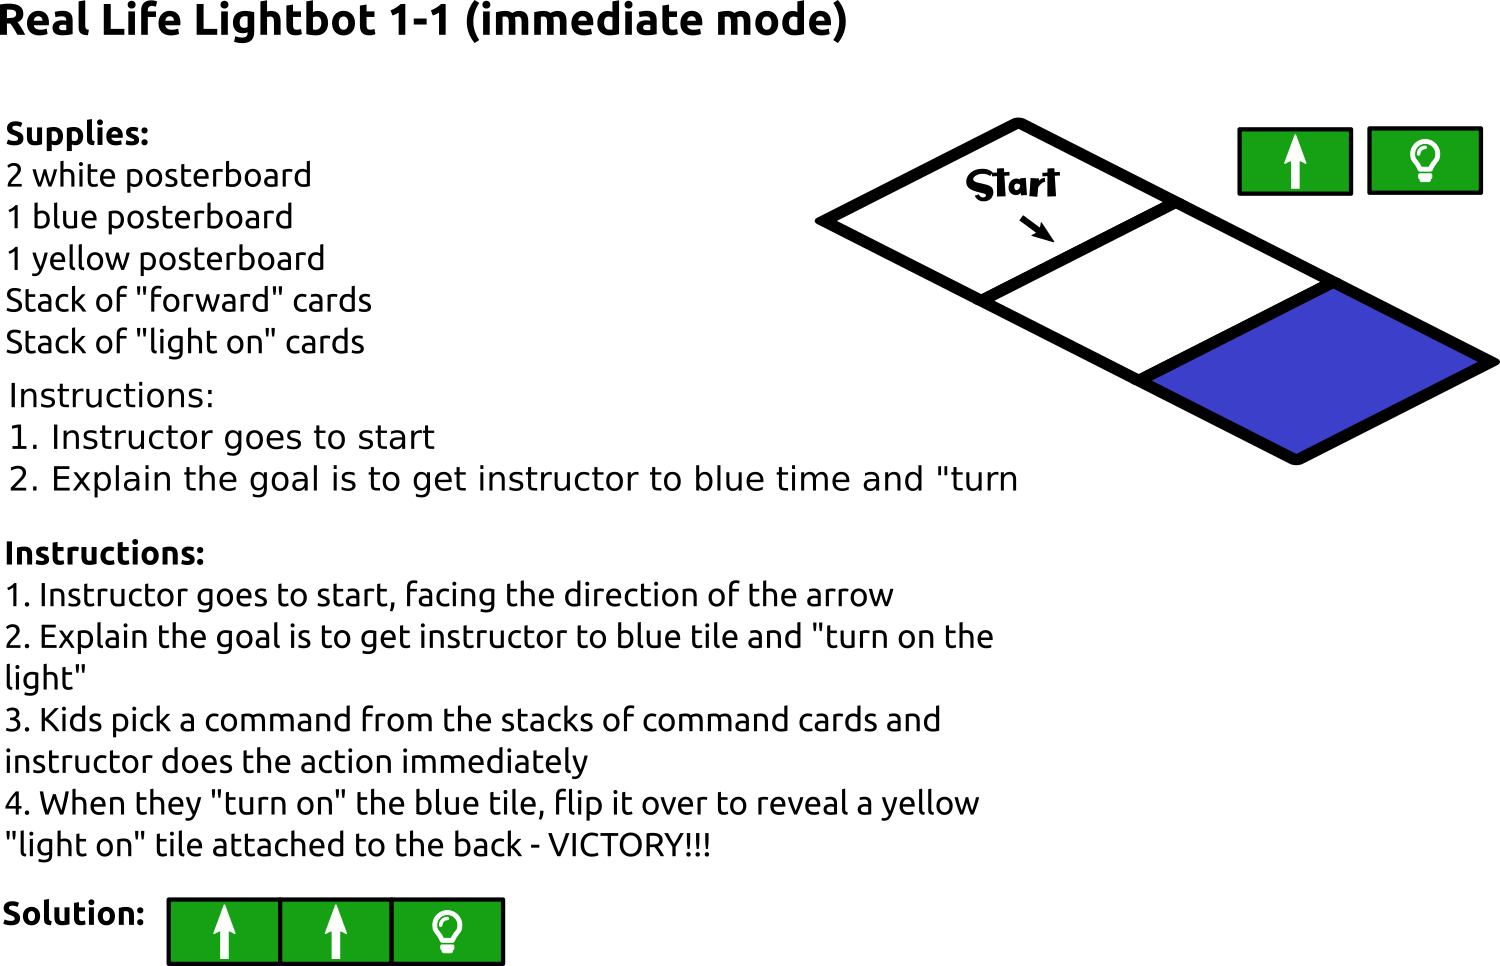 Real Life Lightbot 1-1 (immediate mode)
Supplies:
2 white posterboard
1 blue posterboard
1 yellow posterboard
Stack of "forward" cards
Stack of "light on" cards
Start
Instructions:
1. Instructor goes to start
2. Explain the goal is to get instructor to blue time and "turn
Instructions:
1. Instructor goes to start, facing the direction of the arrow
2. Explain the goal is to get instructor to blue tile and "turn on the
light"
3. Kids pick a command from the stacks of command cards and
instructor does the action immediately
4. When they "turn on" the blue tile, flip it over to reveal a yellow
"light on" tile attached to the back - VICTORY!!!
Solution: